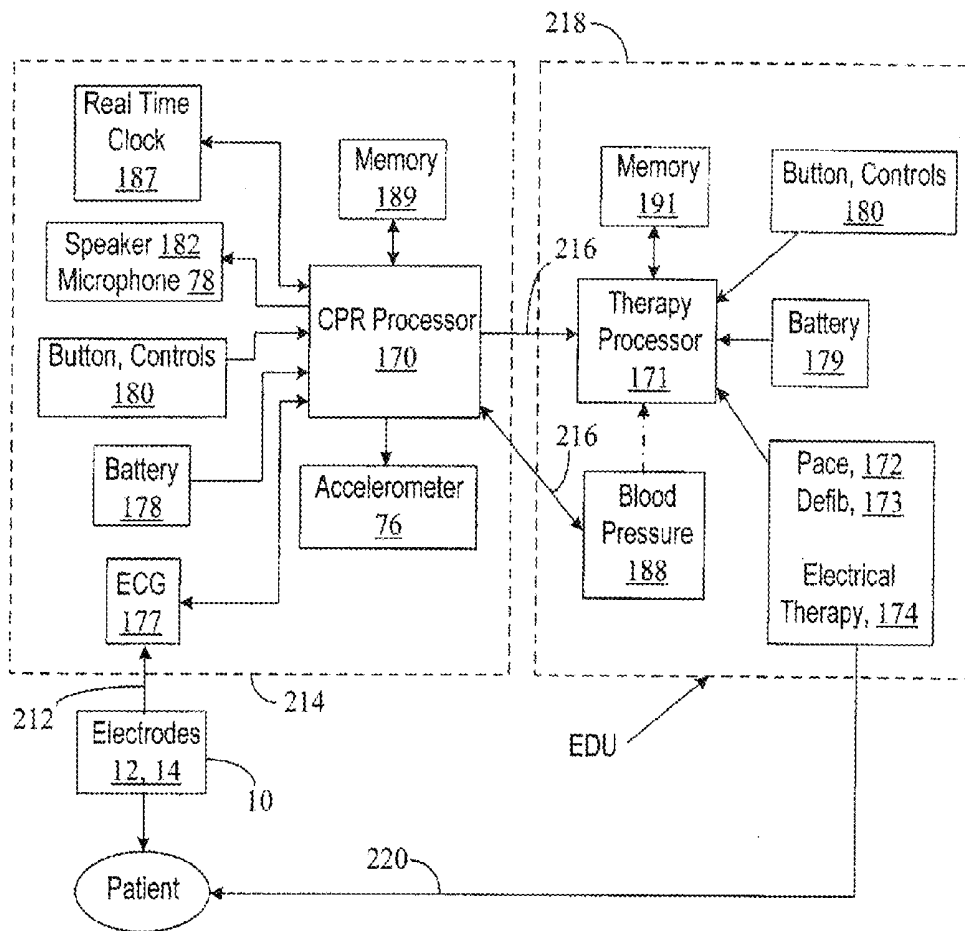 216
218
Real Time
Clock
187
Memory
189
Speaker 182
Microphone 78
CPR Processor
170
Button, Controls
180
Battery
178
Accelerometer
76
ECG
177
212
214
Electrodes
12, 14
10
Patient
Memory
191
Button, Controls
180
216
Therapy
Processor
171
Battery
179
Blood
Pressure
188
Pace, 172
Defib, 173
Electrical
Therapy, 174
EDU
220